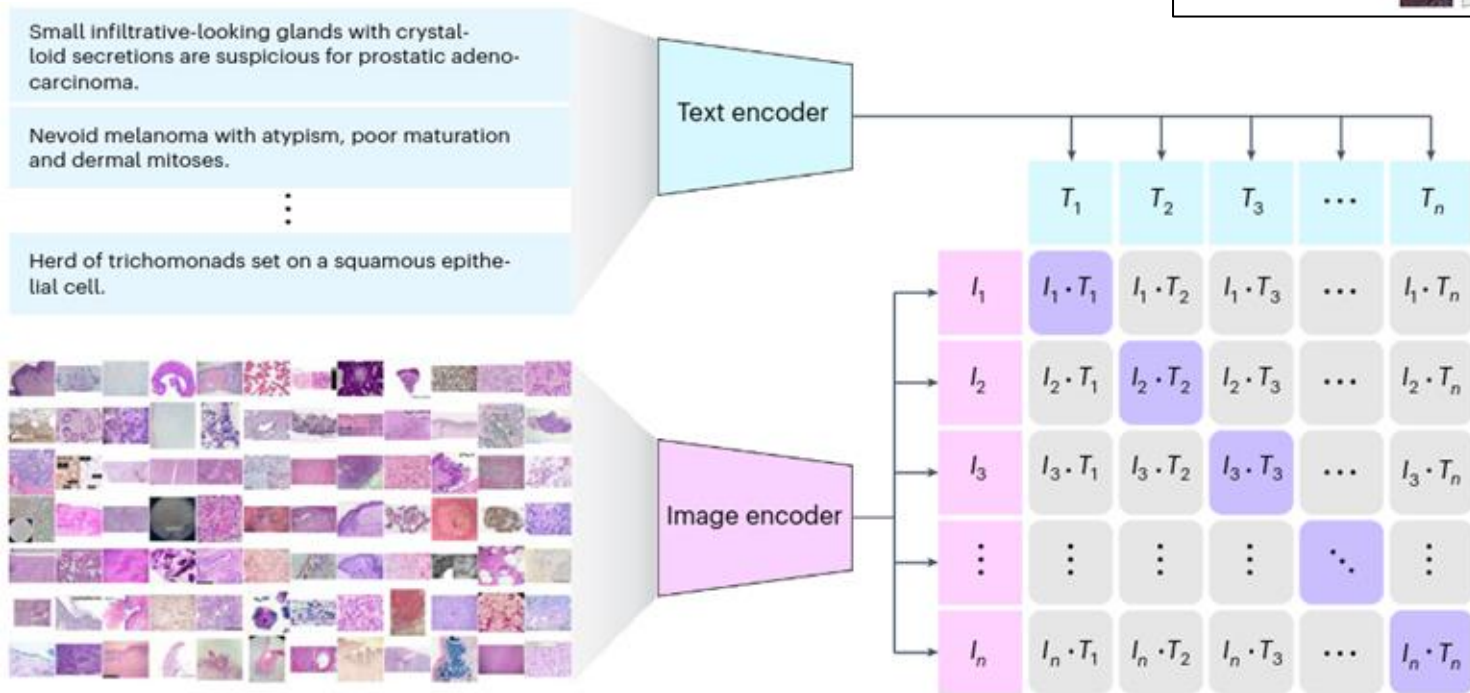 Small infiltrative-looking glands with crystal-
loid secretions are suspicious for prostatic adeno-
carcinoma.
Nevoid melanoma with atypism, poor maturation
and dermal mitoses.
⋮
Herd of trichomonads set on a squamous epithe-
lial cell.
Text encoder
Image encoder
T₁ T₂ T₃ ⋯ Tₙ
I₁ I₁·T₁ I₁·T₂ I₁·T₃ ⋯ I₁·Tₙ
I₂ I₂·T₁ I₂·T₂ I₂·T₃ ⋯ I₂·Tₙ
I₃ I₃·T₁ I₃·T₂ I₃·T₃ ⋯ I₃·Tₙ
⋮ ⋮ ⋮ ⋮ ⋱ ⋮
Iₙ Iₙ·T₁ Iₙ·T₂ Iₙ·T₃ ⋯ Iₙ·Tₙ